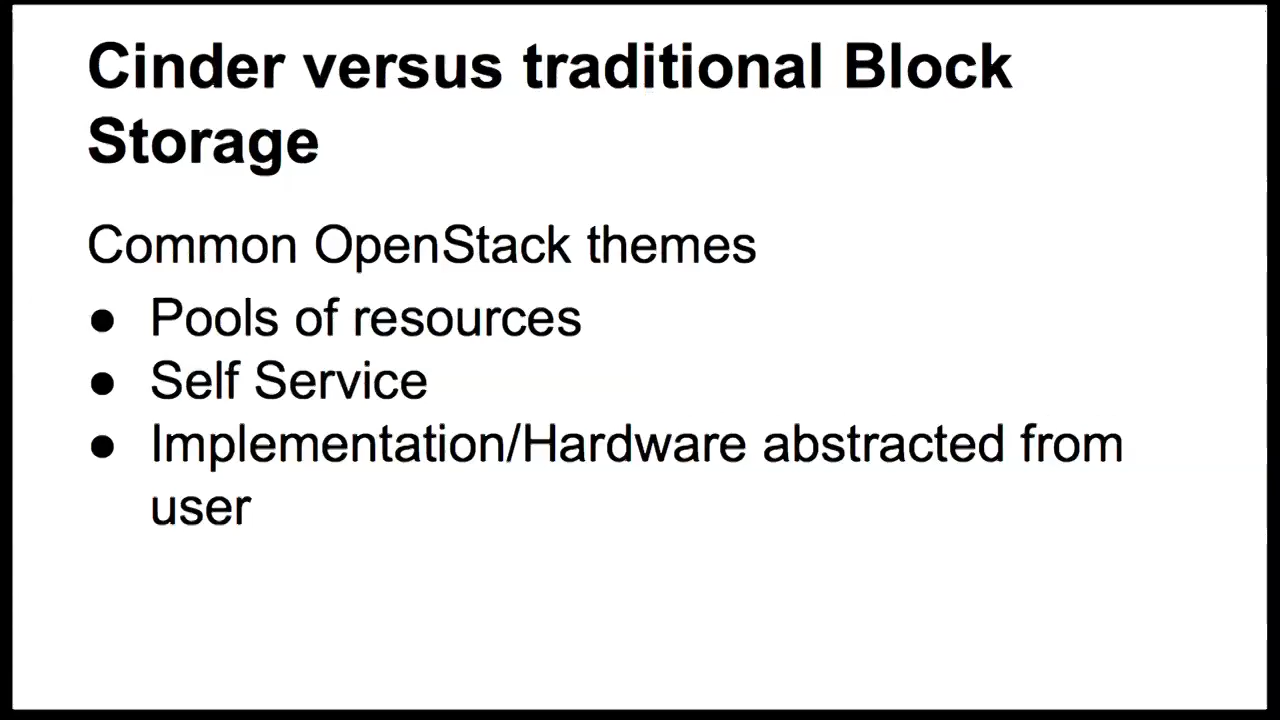 Cinder versus traditional Block
Storage
Common OpenStack themes
● Pools of resources
● Self Service
● Implementation/Hardware abstracted from
user